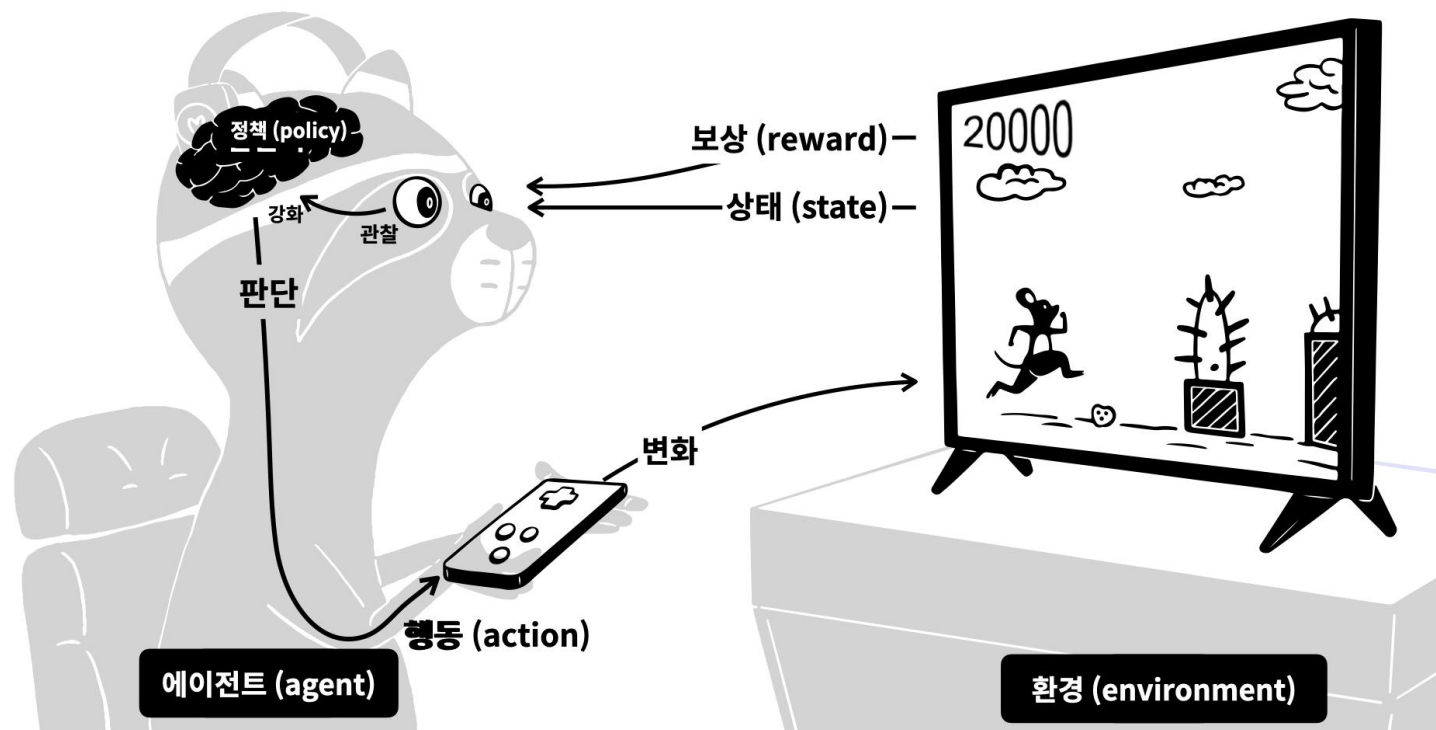 정책 (policy)
보상 (reward)
20000
상태 (state)
강화
관찰
판단
변화
행동 (action)
에이전트 (agent)
환경 (environment)